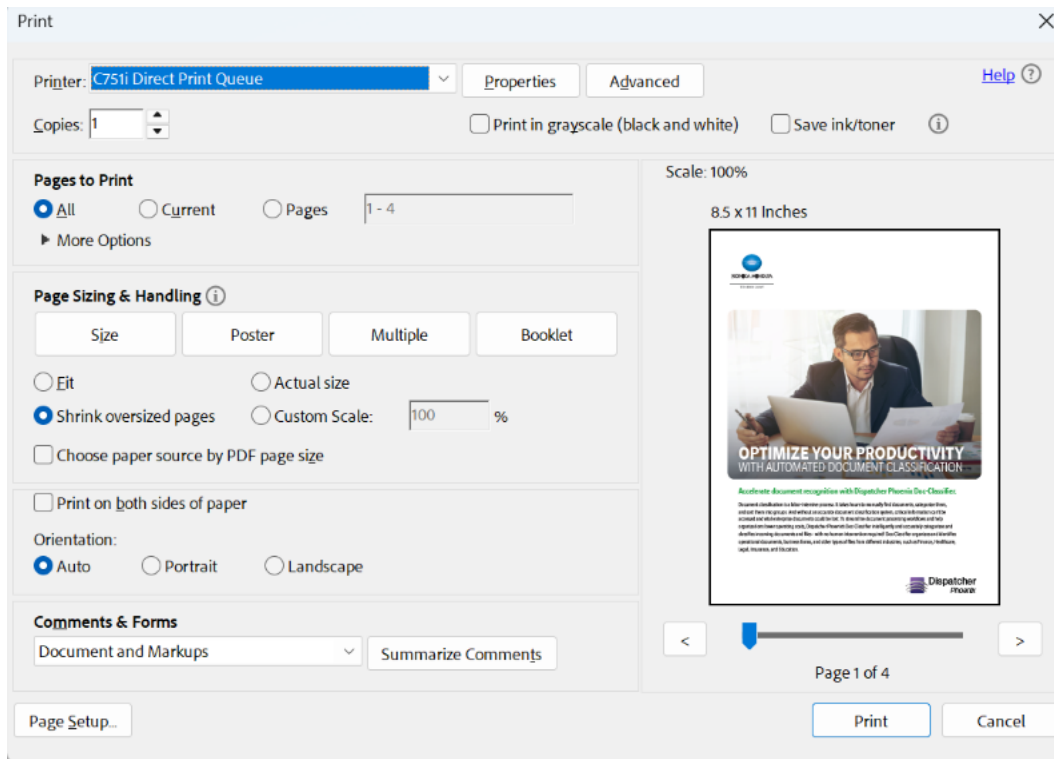 Print
Printer: C751i Direct Print Queue Properties Advanced Help
Copies: 1 Print in grayscale (black and white) Save ink/toner
Pages to Print
All Current Pages 1 - 4
More Options
Page Sizing & Handling
Size Poster Multiple Booklet
Fit Actual size
Shrink oversized pages Custom Scale: 100 %
Choose paper source by PDF page size
Print on both sides of paper
Orientation:
Auto Portrait Landscape
Comments & Forms
Document and Markups Summarize Comments
Page Setup...
Scale: 100%
8.5 x 11 Inches
KONICA MINOLTA
OPTIMIZE YOUR PRODUCTIVITY
WITH AUTOMATED DOCUMENT CLASSIFICATION
Accelerate document recognition with Dispatcher Phoenix Doc-Classifier.
Dispatcher
Phoenix
< >
Page 1 of 4
Print Cancel